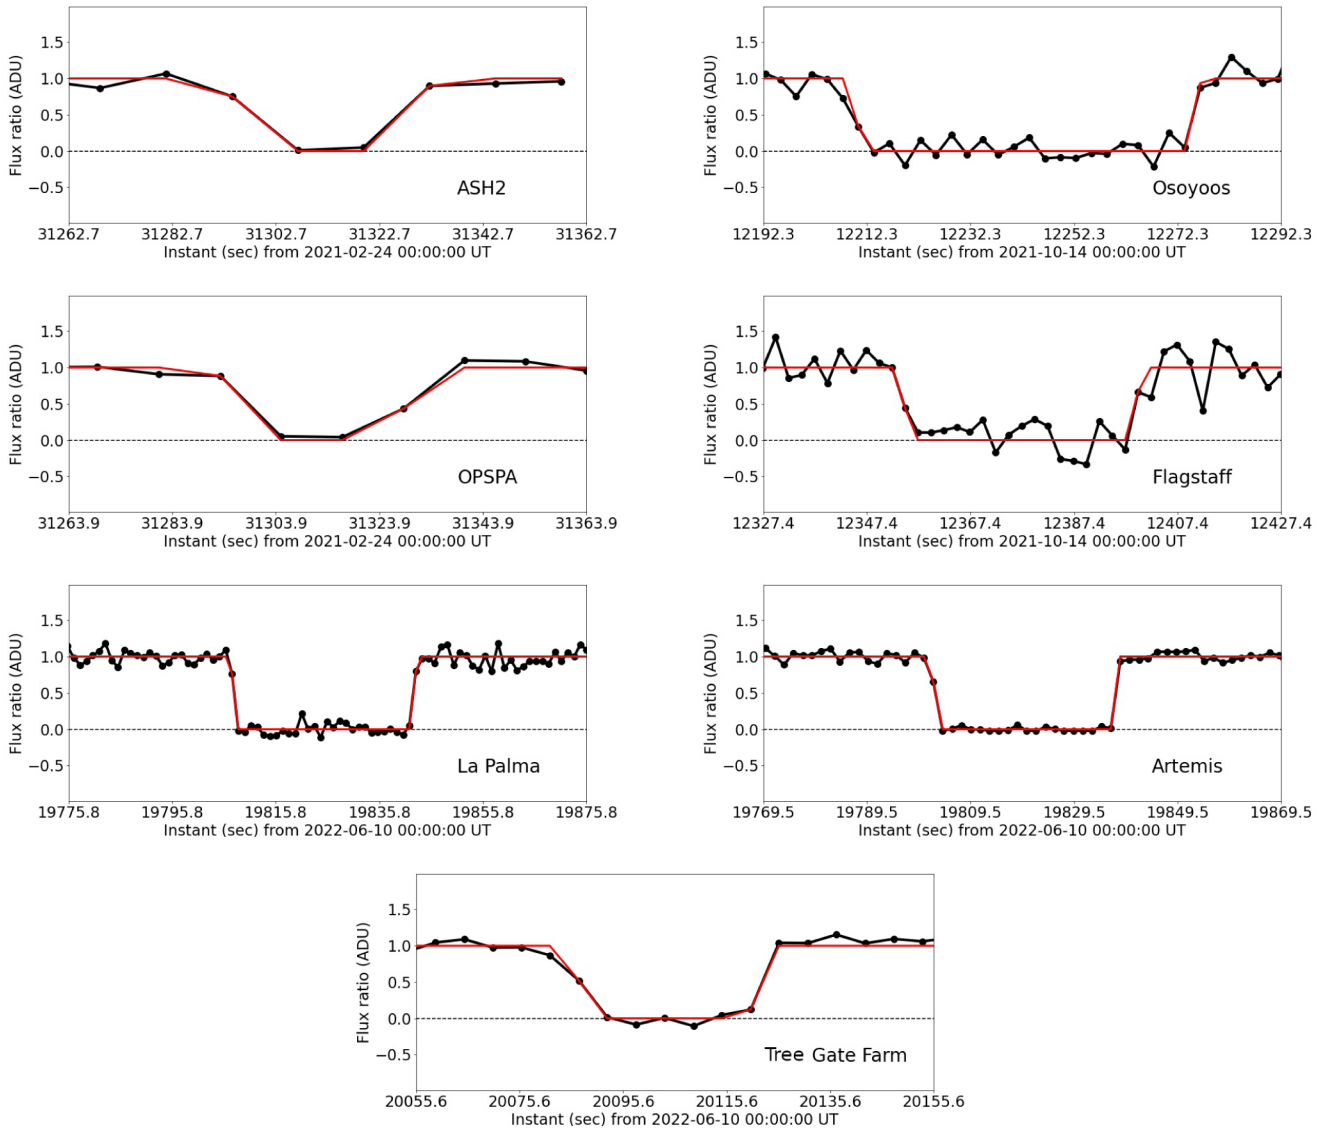 Flux ratio (ADU)
1.5
1.0
0.5
0.0
−0.5
ASH2
31262.7 31282.7 31302.7 31322.7 31342.7 31362.7
Instant (sec) from 2021-02-24 00:00:00 UT
Flux ratio (ADU)
1.5
1.0
0.5
0.0
−0.5
Osoyoos
12192.3 12212.3 12232.3 12252.3 12272.3 12292.3
Instant (sec) from 2021-10-14 00:00:00 UT
Flux ratio (ADU)
1.5
1.0
0.5
0.0
−0.5
OPSPA
31263.9 31283.9 31303.9 31323.9 31343.9 31363.9
Instant (sec) from 2021-02-24 00:00:00 UT
Flux ratio (ADU)
1.5
1.0
0.5
0.0
−0.5
Flagstaff
12327.4 12347.4 12367.4 12387.4 12407.4 12427.4
Instant (sec) from 2021-10-14 00:00:00 UT
Flux ratio (ADU)
1.5
1.0
0.5
0.0
−0.5
La Palma
19775.8 19795.8 19815.8 19835.8 19855.8 19875.8
Instant (sec) from 2022-06-10 00:00:00 UT
Flux ratio (ADU)
1.5
1.0
0.5
0.0
−0.5
Artemis
19769.5 19789.5 19809.5 19829.5 19849.5 19869.5
Instant (sec) from 2022-06-10 00:00:00 UT
Flux ratio (ADU)
1.5
1.0
0.5
0.0
−0.5
Tree Gate Farm
20055.6 20075.6 20095.6 20115.6 20135.6 20155.6
Instant (sec) from 2022-06-10 00:00:00 UT